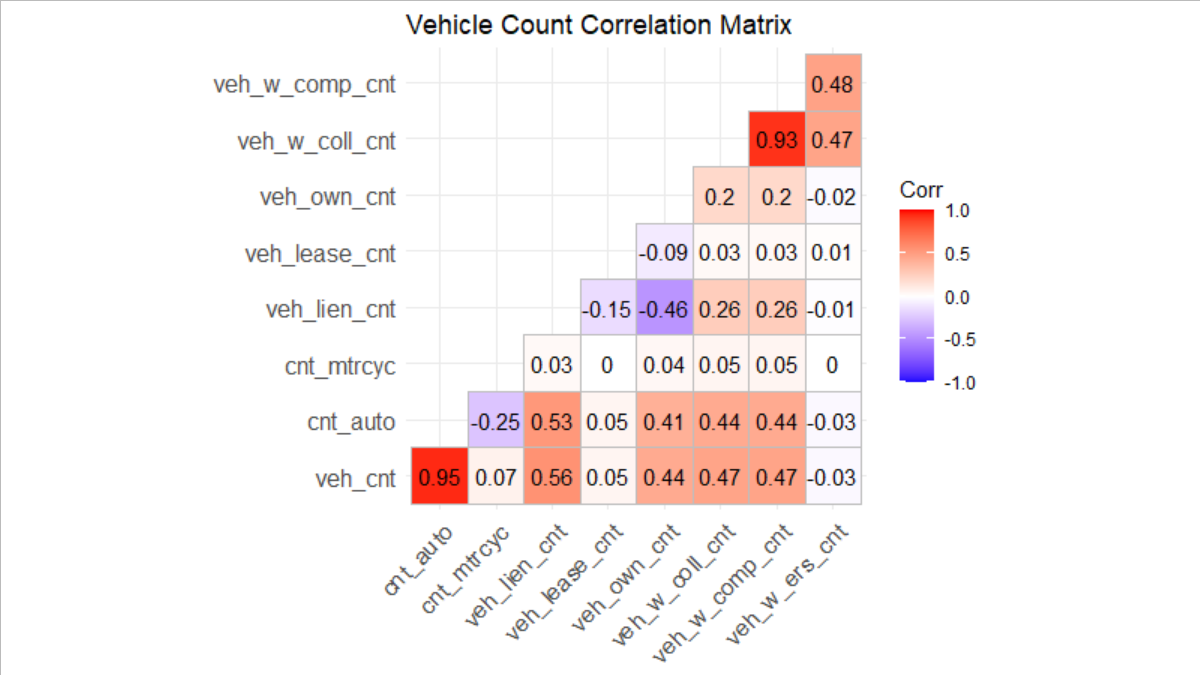 Vehicle Count Correlation Matrix
veh_w_comp_cnt 0.48
veh_w_coll_cnt 0.93 0.47
veh_own_cnt 0.2 0.2 -0.02
veh_lease_cnt -0.09 0.03 0.03 0.01
veh_lien_cnt -0.15 -0.46 0.26 0.26 -0.01
cnt_mtrcyc 0.03 0 0.04 0.05 0.05 0
cnt_auto -0.25 0.53 0.05 0.41 0.44 0.44 -0.03
veh_cnt 0.95 0.07 0.56 0.05 0.44 0.47 0.47 -0.03
cnt_auto
cnt_mtrcyc
veh_lien_cnt
veh_lease_cnt
veh_own_cnt
veh_w_coll_cnt
veh_w_comp_cnt
veh_w_ers_cnt
Corr
1.0
0.5
0.0
-0.5
-1.0